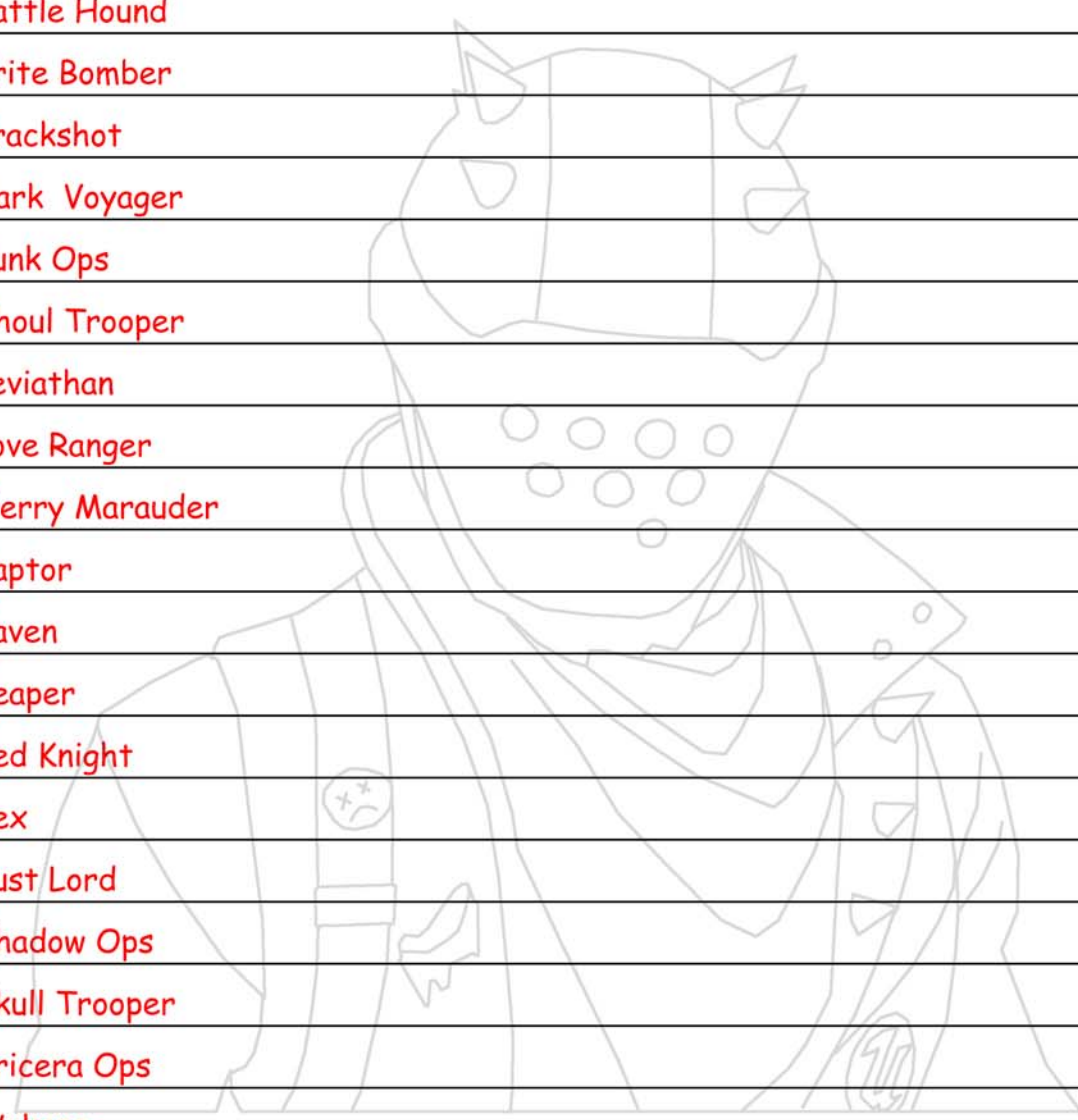 attle Hound
rite Bomber
rackshot
ark Voyager
unk Ops
houl Trooper
eviathan
ove Ranger
erry Marauder
aptor
aven
eaper
ed Knight
ex
ust Lord
hadow Ops
kull Trooper
ricera Ops